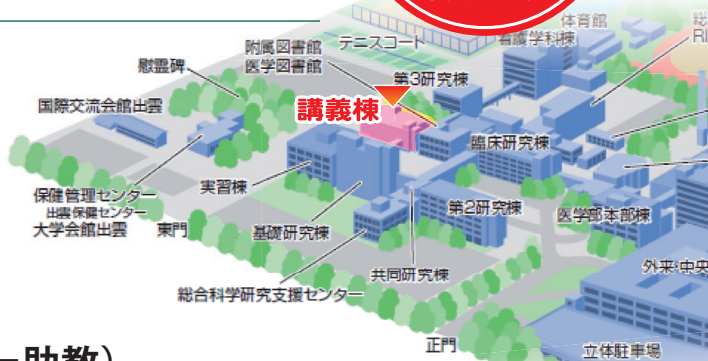 体育館
看護学科棟
附属図書館
医学図書館
テニスコート
慰霊碑
第3研究棟
国際交流会館出雲
講義棟
臨床研究棟
保健管理センター
出雲保健センター
大学会館出雲
東門
実習棟
基礎研究棟
第2研究棟
医学部本部棟
共同研究棟
総合科学研究支援センター
外来・中央
正門
立体駐車場
助教)